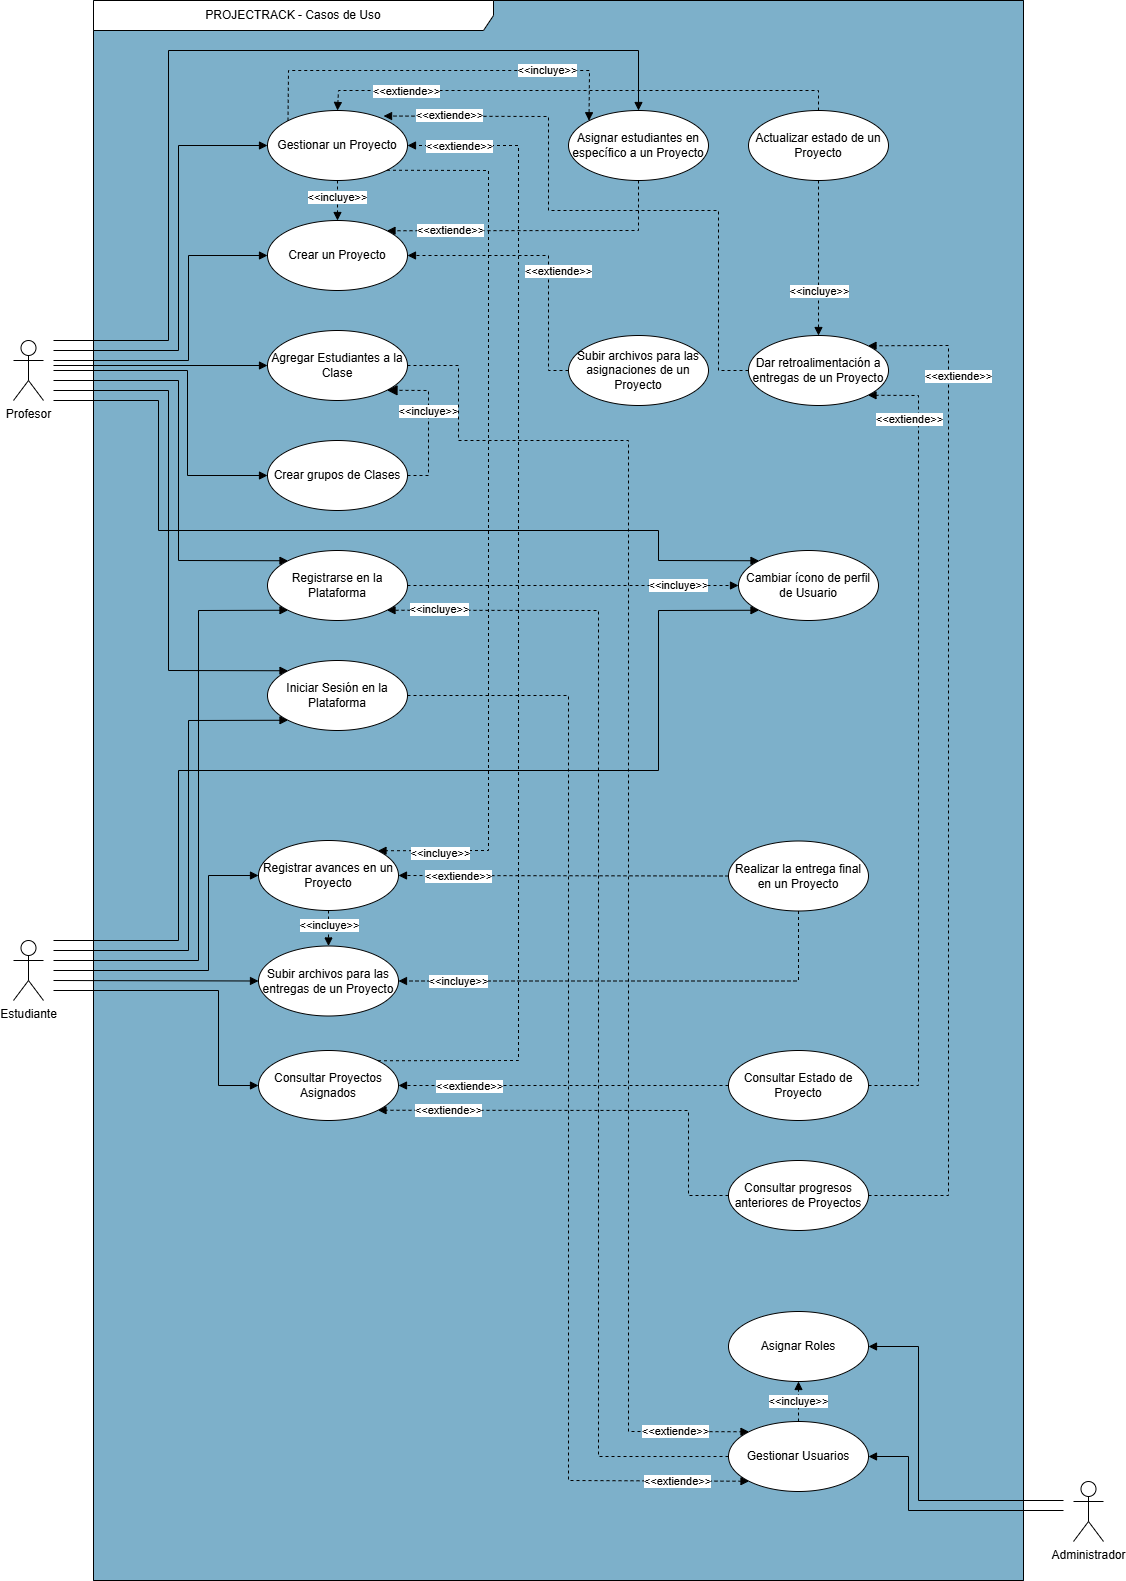 PROJECTRACK - Casos de Uso
<<incluye>>
<<extiende>>
<<extiende>>
Gestionar un Proyecto
<<extiende>>
Asignar estudiantes en
específico a un Proyecto
Actualizar estado de un
Proyecto
<<incluye>>
<<extiende>>
Crear un Proyecto
<<extiende>>
<<incluye>>
Profesor
Agregar Estudiantes a la
Clase
Subir archivos para las
asignaciones de un
Proyecto
Dar retroalimentación a
entregas de un Proyecto
<<extiende>>
<<incluye>>
<<extiende>>
Crear grupos de Clases
Registrarse en la
Plataforma
<<incluye>>
Cambiar ícono de perfil
de Usuario
<<incluye>>
Iniciar Sesión en la
Plataforma
<<incluye>>
Registrar avances en un
Proyecto
<<extiende>>
Realizar la entrega final
en un Proyecto
<<incluye>>
Estudiante
Subir archivos para las
entregas de un Proyecto
<<incluye>>
Consultar Proyectos
Asignados
<<extiende>>
Consultar Estado de
Proyecto
<<extiende>>
Consultar progresos
anteriores de Proyectos
Asignar Roles
<<incluye>>
<<extiende>>
Gestionar Usuarios
<<extiende>>
Administrador